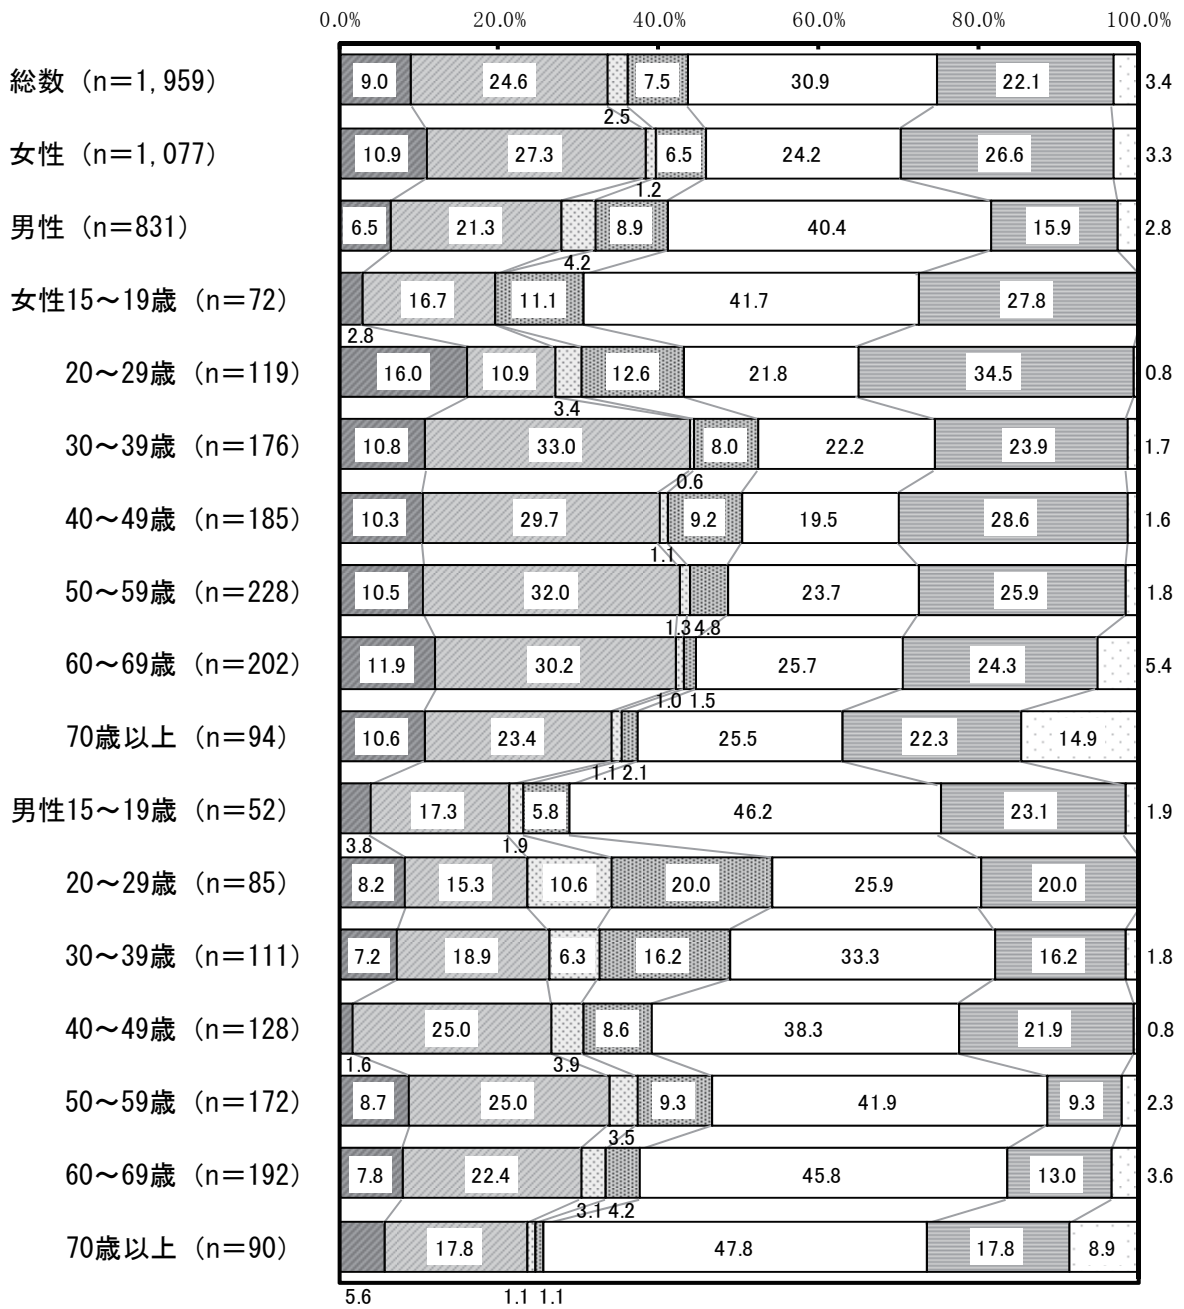 0.0% 20.0% 40.0% 60.0% 80.0% 100.0%
総数（n＝1,959） 9.0 24.6 7.5 30.9 22.1 3.4
2.5
女性（n＝1,077） 10.9 27.3 6.5 24.2 26.6 3.3
1.2
男性（n＝831） 6.5 21.3 8.9 40.4 15.9 2.8
4.2
女性15～19歳（n＝72） 16.7 11.1 41.7 27.8
2.8
20～29歳（n＝119） 16.0 10.9 12.6 21.8 34.5 0.8
3.4
30～39歳（n＝176） 10.8 33.0 8.0 22.2 23.9 1.7
0.6
40～49歳（n＝185） 10.3 29.7 9.2 19.5 28.6 1.6
1.1
50～59歳（n＝228） 10.5 32.0 23.7 25.9 1.8
1.3 4.8
60～69歳（n＝202） 11.9 30.2 25.7 24.3 5.4
1.0 1.5
70歳以上（n＝94） 10.6 23.4 25.5 22.3 14.9
1.1 2.1
男性15～19歳（n＝52） 17.3 5.8 46.2 23.1 1.9
3.8 1.9
20～29歳（n＝85） 8.2 15.3 10.6 20.0 25.9 20.0
30～39歳（n＝111） 7.2 18.9 6.3 16.2 33.3 16.2 1.8
40～49歳（n＝128） 25.0 8.6 38.3 21.9 0.8
1.6 3.9
50～59歳（n＝172） 8.7 25.0 9.3 41.9 9.3 2.3
3.5
60～69歳（n＝192） 7.8 22.4 45.8 13.0 3.6
3.1 4.2
70歳以上（n＝90） 17.8 47.8 17.8 8.9
5.6 1.1 1.1